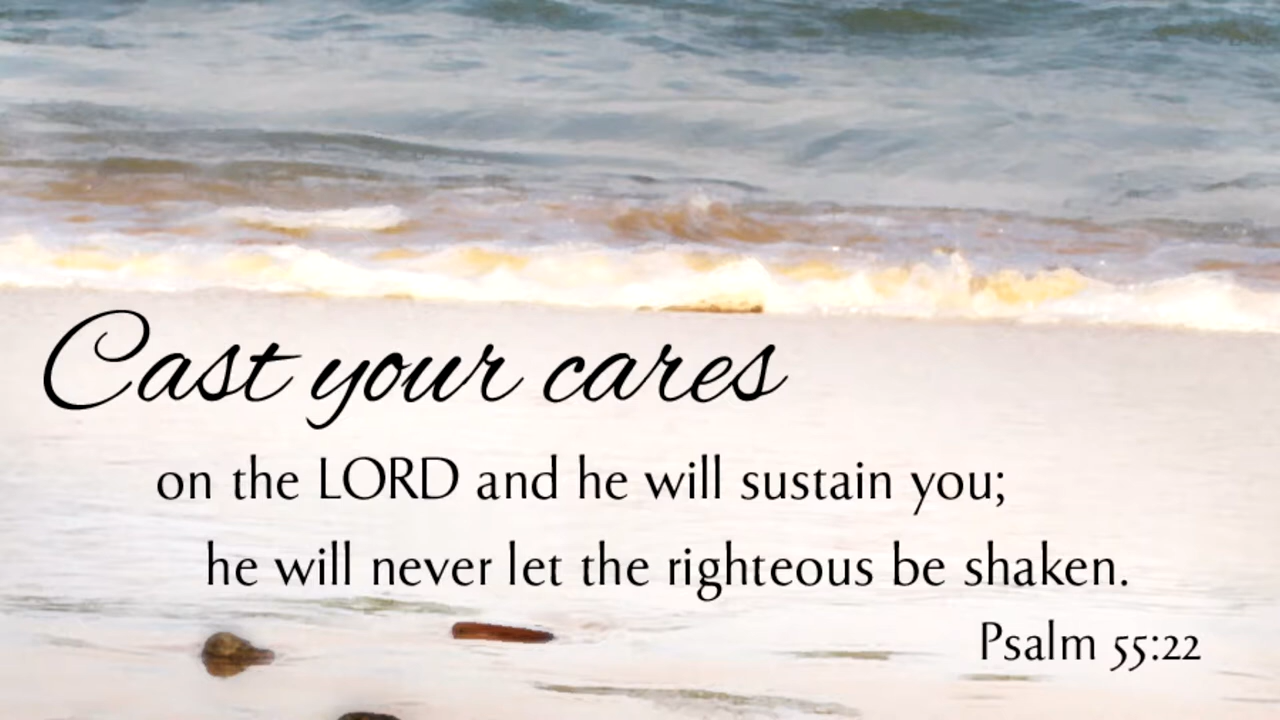 Cast your cares
on the LORD and he will sustain you;
he will never let the righteous be shaken.
Psalm 55:22